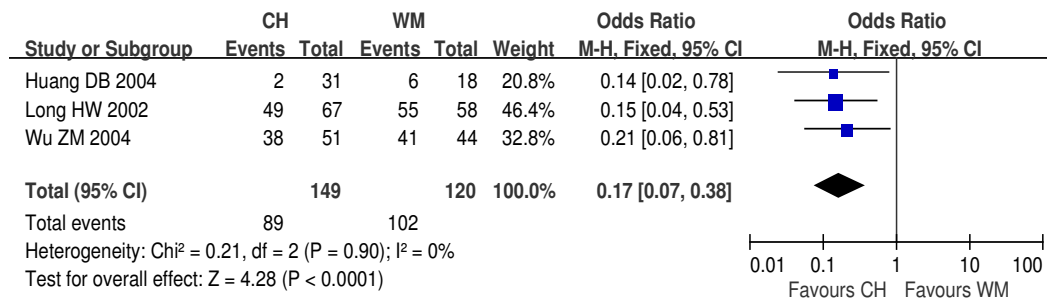 CH WM Odds Ratio Odds Ratio
Study or Subgroup Events Total Events Total Weight M-H, Fixed, 95% CI M-H, Fixed, 95% CI
Huang DB 2004 2 31 6 18 20.8% 0.14 [0.02, 0.78]
Long HW 2002 49 67 55 58 46.4% 0.15 [0.04, 0.53]
Wu ZM 2004 38 51 41 44 32.8% 0.21 [0.06, 0.81]
Total (95% CI) 149 120 100.0% 0.17 [0.07, 0.38]
Total events 89 102
Heterogeneity: Chi² = 0.21, df = 2 (P = 0.90); I² = 0%
Test for overall effect: Z = 4.28 (P < 0.0001)
0.01 0.1 1 10 100
Favours CH Favours WM